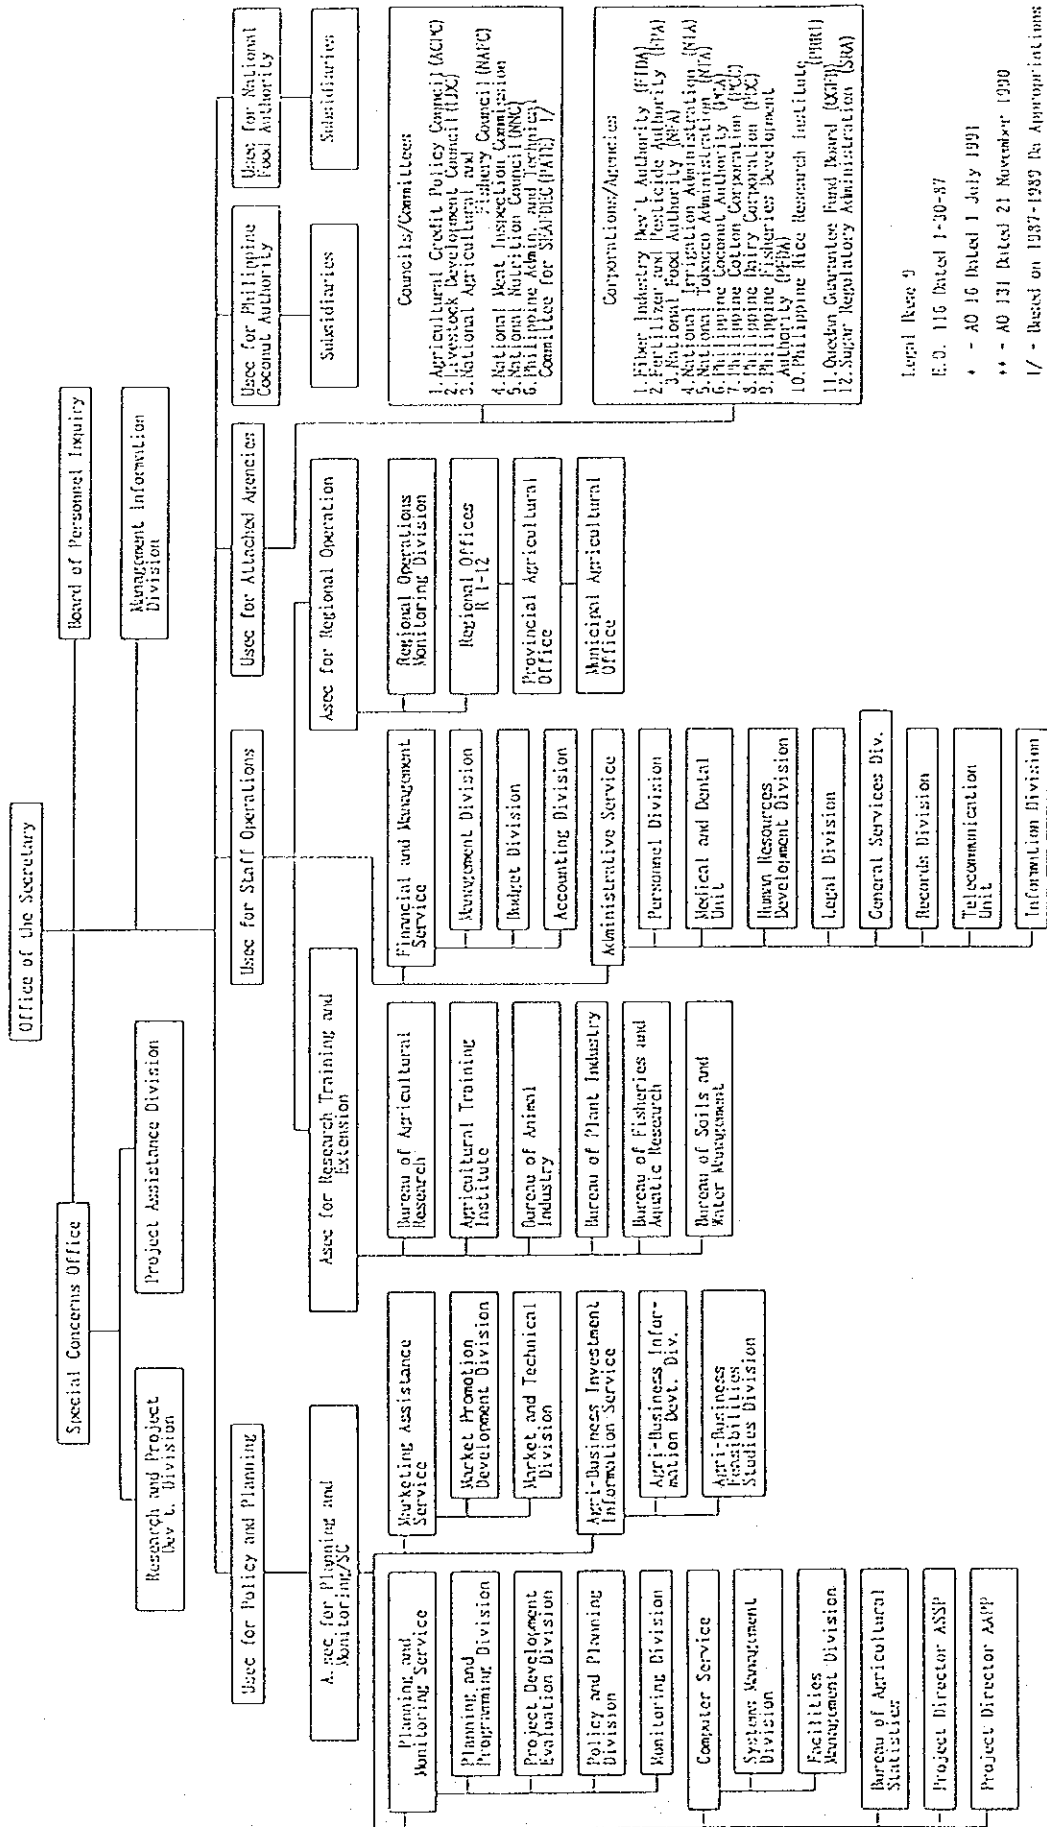 Office of the Secretary
Special Concerns Office
Board of Personnel Inquiry
Research and Project
Dev't. Division
Project Assistance Division
Management Information
Division
Usec for Policy and Planning
Usec for Staff Operations
Usec for Attached Agencies
Usec for Philippine
Coconut Authority
Usec for National
Food Authority
Subsidiaries
Subsidiaries
A.sec for Planning and
Monitoring/SC
Asec for Research Training and
Extension
Asec for Regional Operation
Planning and
Monitoring Service
Planning and
Programming Division
Project Development
Evaluation Division
Policy and Planning
Division
Monitoring Division
Computer Service
Systems Management
Division
Facilities
Management Division
Bureau of Agricultural
Statistics
Project Director ASSP
Project Director AAPP
Marketing Assistance
Service
Market Promotion
Development Division
Market and Technical
Division
Agri-Business Investment
Information Service
Agri-Business Infor-
mation Devt. Div.
Agri-Business
Feasibilities
Studies Division
Bureau of Agricultural
Research
Agricultural Training
Institute
Bureau of Animal
Industry
Bureau of Plant Industry
Bureau of Fisheries and
Aquatic Research
Bureau of Soils and
Water Management
Financial and Management
Service
Management Division
Budget Division
Accounting Division
Administrative Service
Personnel Division
Medical and Dental
Unit
Human Resources
Development Division
Legal Division
General Services Div.
Records Division
Telecommunication
Unit
Information Division
Regional Operations
Monitoring Division
Regional Offices
R 1-12
Provincial Agriculture
Office
Municipal Agriculture
Office
Councils/Committees
1. Agricultural Credit Policy Council (ACPC)
2. Livestock Development Council (LDC)
3. National Agricultural and
Fishery Council (NAFC)
4. National Meat Inspection Commission
5. National Nutrition Council (NNC)
6. Philippine Admin. and Technical
Committee for SEAFDEC (PATE) 1/
Corporations/Agencies
1. Fiber Industry Dev't Authority (FIDA)
2. Fertilizer and Pesticide Authority (FPA)
3. National Food Authority (NFA)
4. National Irrigation Administration (NIA)
5. National Tobacco Administration (NTA)
6. Philippine Coconut Authority (PCA)
7. Philippine Cotton Corporation (PCC)
8. Philippine Dairy Corporation (PDC)
9. Philippine Fisheries Development
Authority (PFDA)
10. Philippine Rice Research Institute
(PRRI)
11. Quedan Guarantee Fund Board (QGFB)
12. Sugar Regulatory Administration (SRA)
Legal Base 9
E.O. 116 Dated 1-30-87
* - AO 16 Dated 1 July 1991
** - AO 131 Dated 21 November 1990
1/ - Based on 1987-1989 Da Appropriations